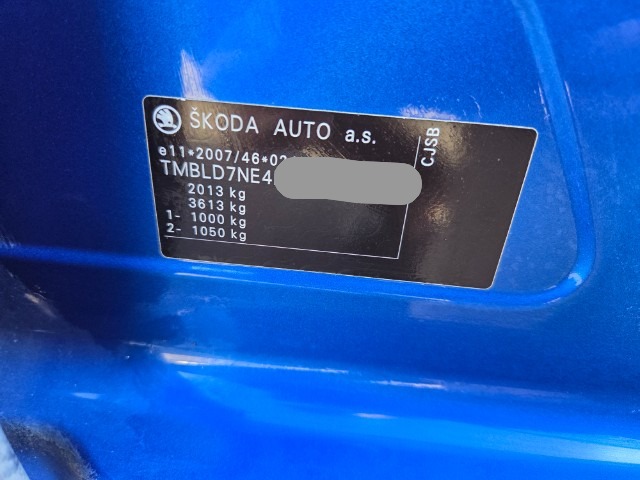 ŠKODA AUTO a.s.
e11*2007/46*0
TMBLD7NE4
2013 kg
3613 kg
1- 1000 kg
2- 1050 kg
CJSB